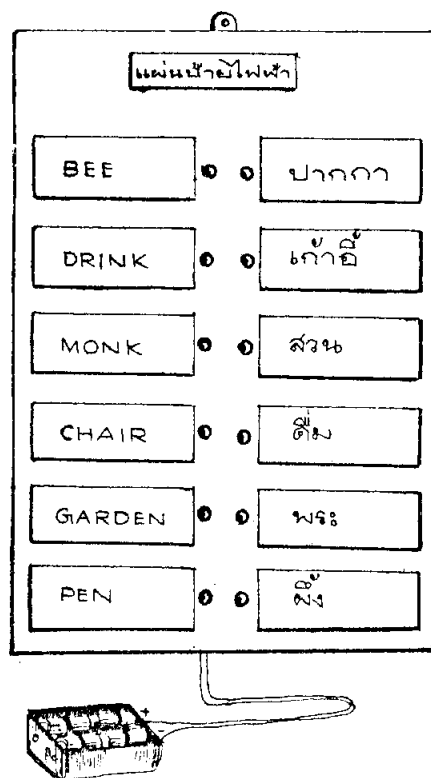 แผ่นป้ายไฟฟ้า
BEE ปากกา
DRINK เก้าอี้
MONK สวน
CHAIR ดื่ม
GARDEN พระ
PEN ผึ้ง
+
-